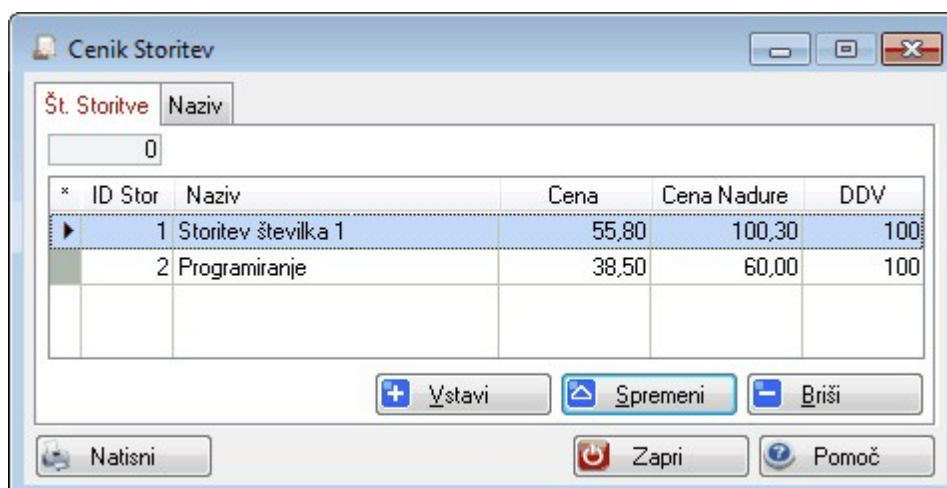 Cenik Storitev
Št. Storitve Naziv
0
* ID Stor Naziv Cena Cena Nadure DDV
1 Storitev številka 1 55,80 100,30 100
2 Programiranje 38,50 60,00 100
Vstavi Spremeni Briši
Natisni Zapri Pomoč